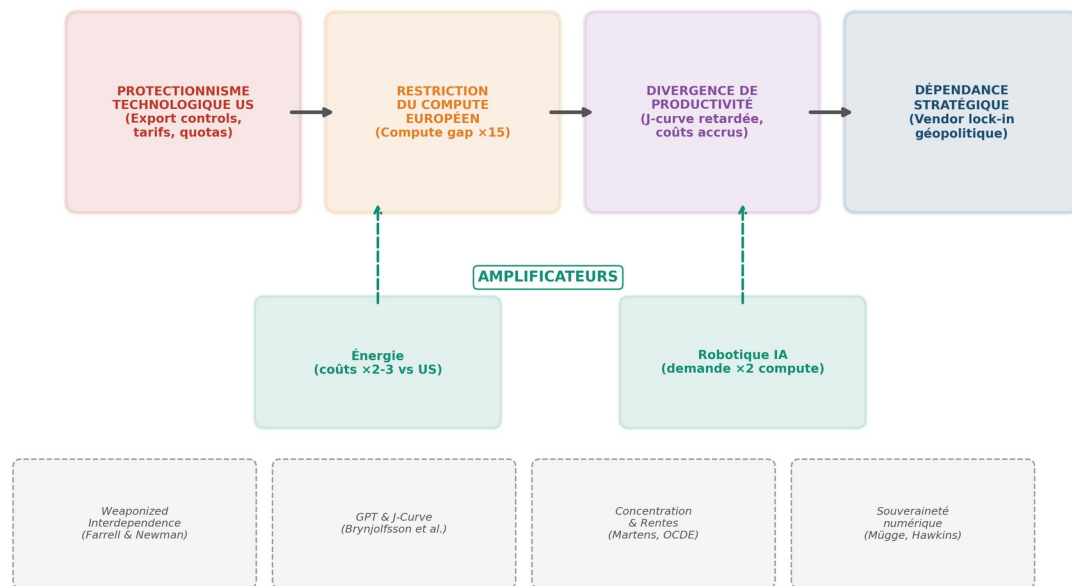 PROTECTIONNISME
TECHNOLOGIQUE US
(Export controls,
tarifs, quotas)
RESTRICTION
DU COMPUTE
EUROPÉEN
(Compute gap ×15)
DIVERGENCE DE
PRODUCTIVITÉ
(J-curve retardée,
coûts accrus)
DÉPENDANCE
STRATÉGIQUE
(Vendor lock-in
géopolitique)
AMPLIFICATEURS
Énergie
(coûts ×2-3 vs US)
Robotique IA
(demande ×2 compute)
Weaponized
Interdependence
(Farrell & Newman)
GPT & J-Curve
(Brynjolfsson et al.)
Concentration
& Rentes
(Martens, OCDE)
Souveraineté
numérique
(Mügge, Hawkins)